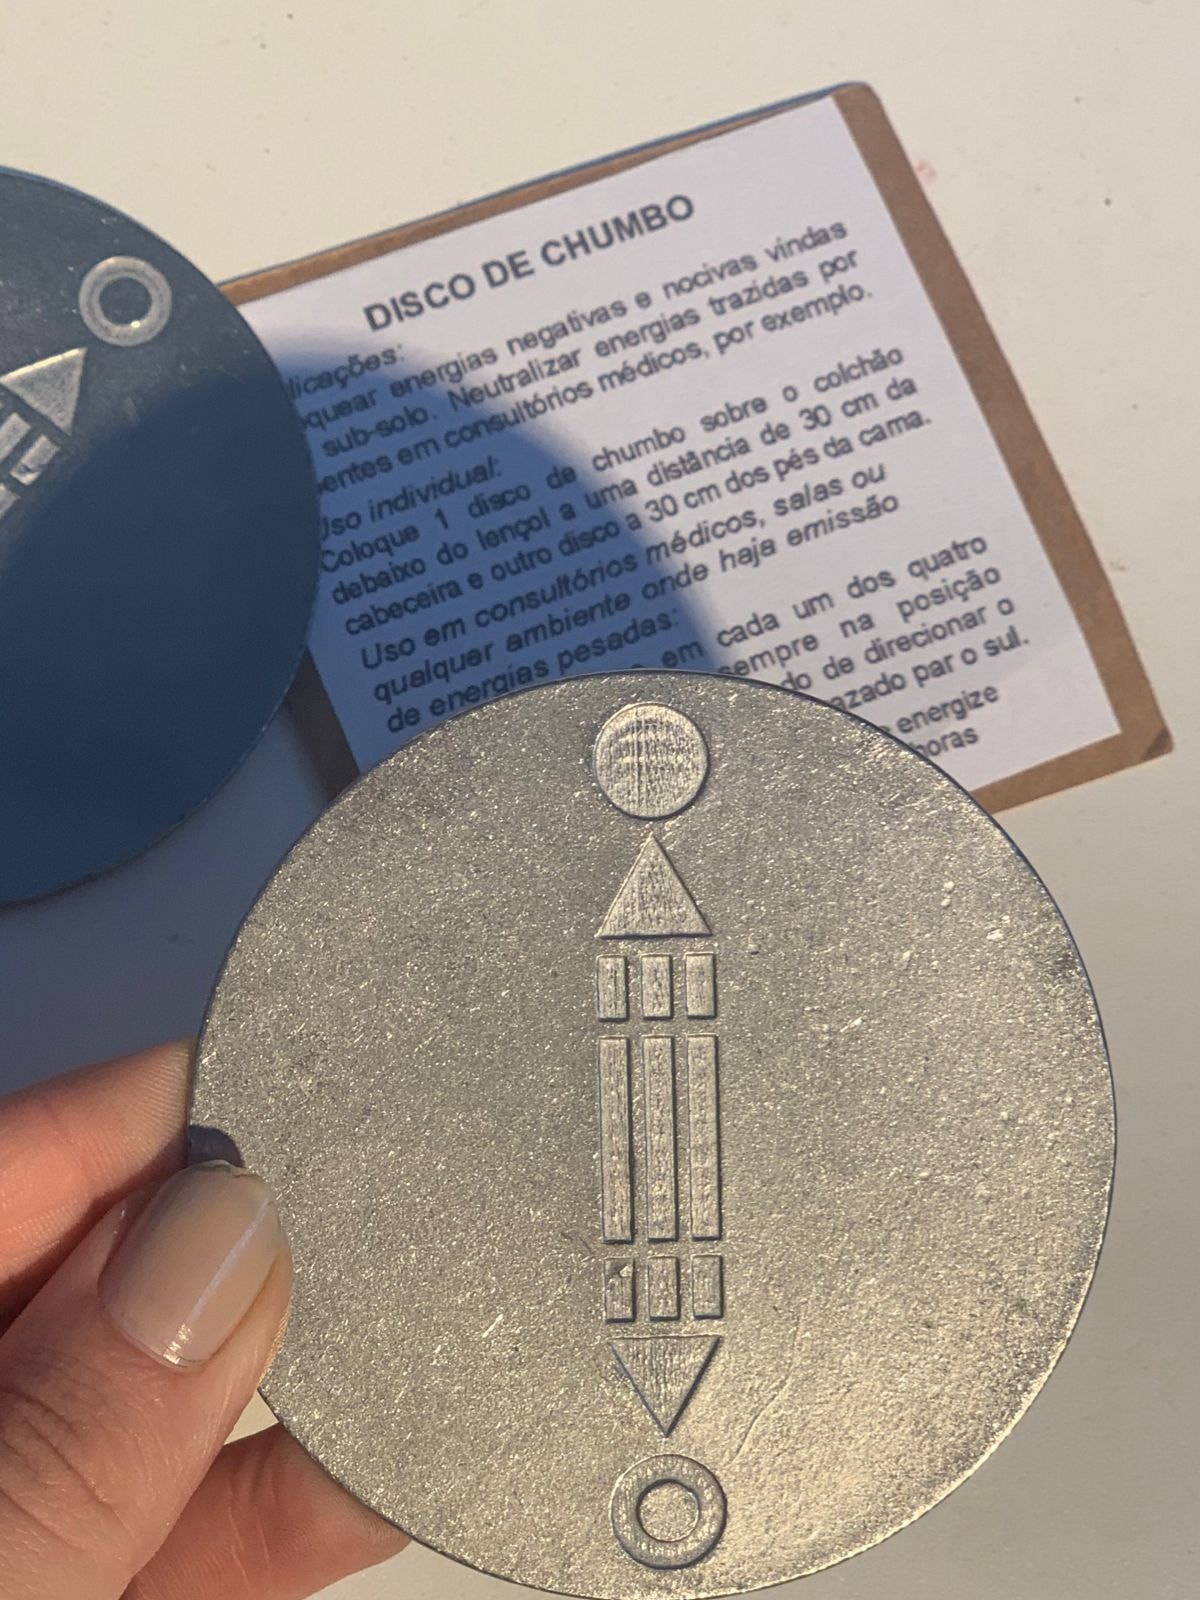 DISCO DE CHUMBO
licações:
quear energias negativas e nocivas vindas
sub-solo. Neutralizar energias trazidas por
entes em consultórios médicos, por exemplo.
Uso individual:
Coloque 1 disco de chumbo sobre o colchão
debaixo do lençol a uma distância de 30 cm da
cabeceira e outro disco a 30 cm dos pés da cama.
Uso em consultórios médicos, salas ou
qualquer ambiente onde haja emissão
de energias pesadas:
em cada um dos quatro
sempre na posição
do de direcionar o
azado par o sul.
energize
horas